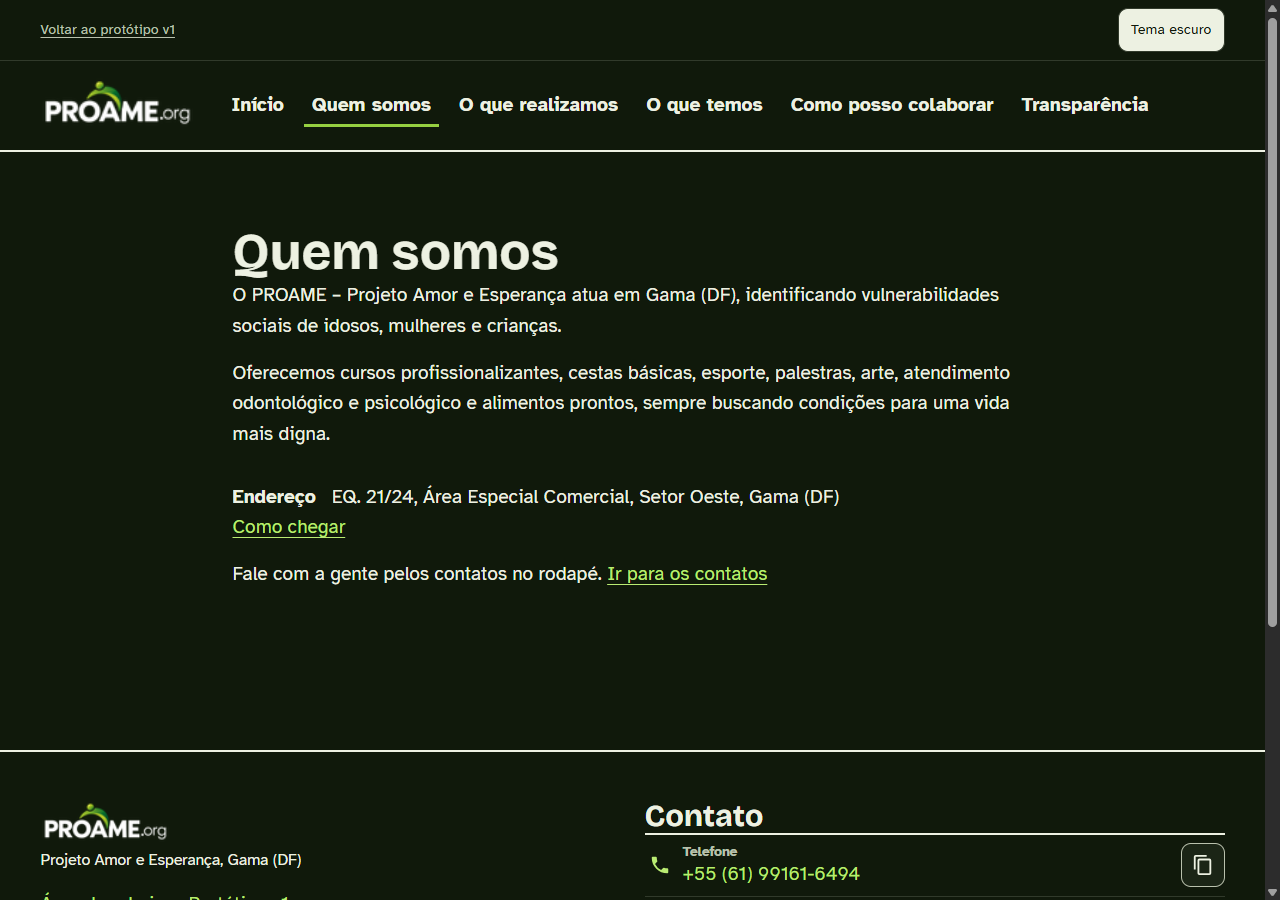 Voltar ao protótipo v1
Tema escuro
PROAME.org
Início
Quem somos
O que realizamos
O que temos
Como posso colaborar
Transparência
Quem somos
O PROAME – Projeto Amor e Esperança atua em Gama (DF), identificando vulnerabilidades
sociais de idosos, mulheres e crianças.
Oferecemos cursos profissionalizantes, cestas básicas, esporte, palestras, arte, atendimento
odontológico e psicológico e alimentos prontos, sempre buscando condições para uma vida
mais digna.
Endereço EQ. 21/24, Área Especial Comercial, Setor Oeste, Gama (DF)
Como chegar
Fale com a gente pelos contatos no rodapé. Ir para os contatos
PROAME.org
Projeto Amor e Esperança, Gama (DF)
Contato
Telefone
+55 (61) 99161-6494